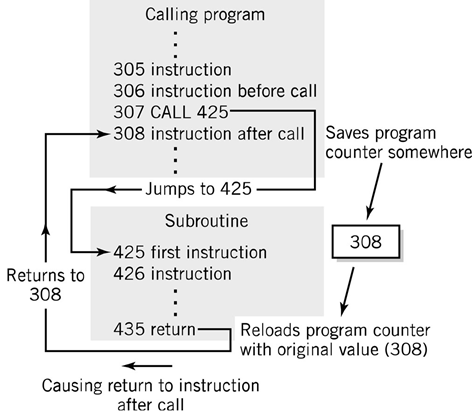 Calling program
305 instruction
306 instruction before call
307 CALL 425
308 instruction after call
Saves program
counter somewhere
Jumps to 425
Subroutine
308
425 first instruction
426 instruction
Returns to
308
435 return
Reloads program counter
with original value (308)
Causing return to instruction
after call